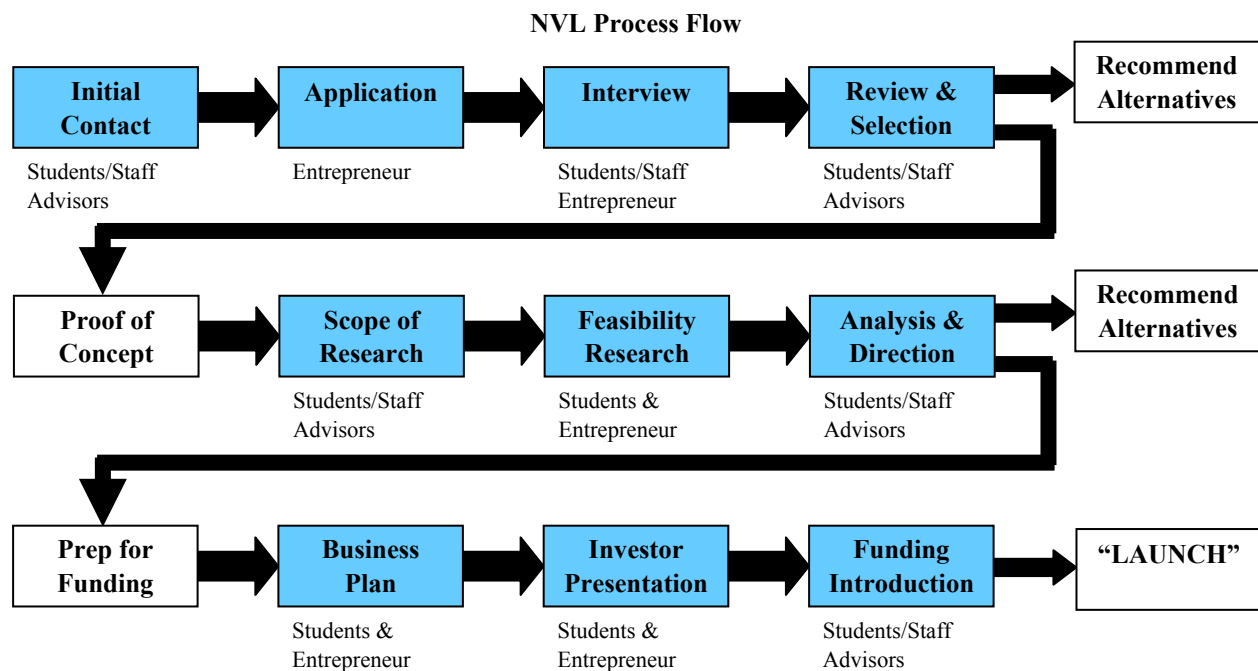 NVL Process Flow
Initial
Contact
Application
Interview
Review &
Selection
Recommend
Alternatives
Students/Staff
Advisors
Entrepreneur
Students/Staff
Entrepreneur
Students/Staff
Advisors
Proof of
Concept
Scope of
Research
Feasibility
Research
Analysis &
Direction
Recommend
Alternatives
Students/Staff
Advisors
Students &
Entrepreneur
Students/Staff
Advisors
Prep for
Funding
Business
Plan
Investor
Presentation
Funding
Introduction
“LAUNCH”
Students &
Entrepreneur
Students &
Entrepreneur
Students/Staff
Advisors